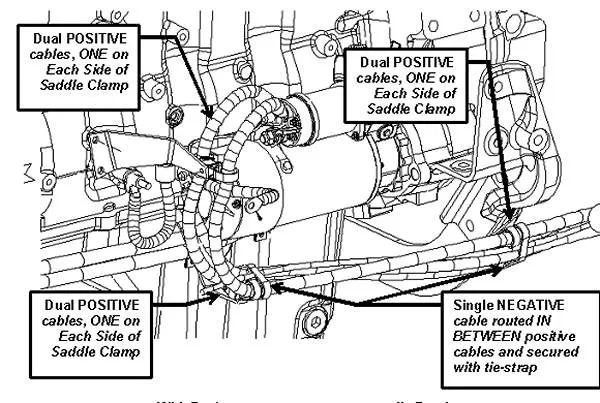 Dual POSITIVE
cables, ONE on
Each Side of
Saddle Clamp
Dual POSITIVE
cables, ONE on
Each Side of
Saddle Clamp
Dual POSITIVE
cables, ONE on
Each Side of
Saddle Clamp
Single NEGATIVE
cable routed IN
BETWEEN positive
cables and secured
with tie-strap